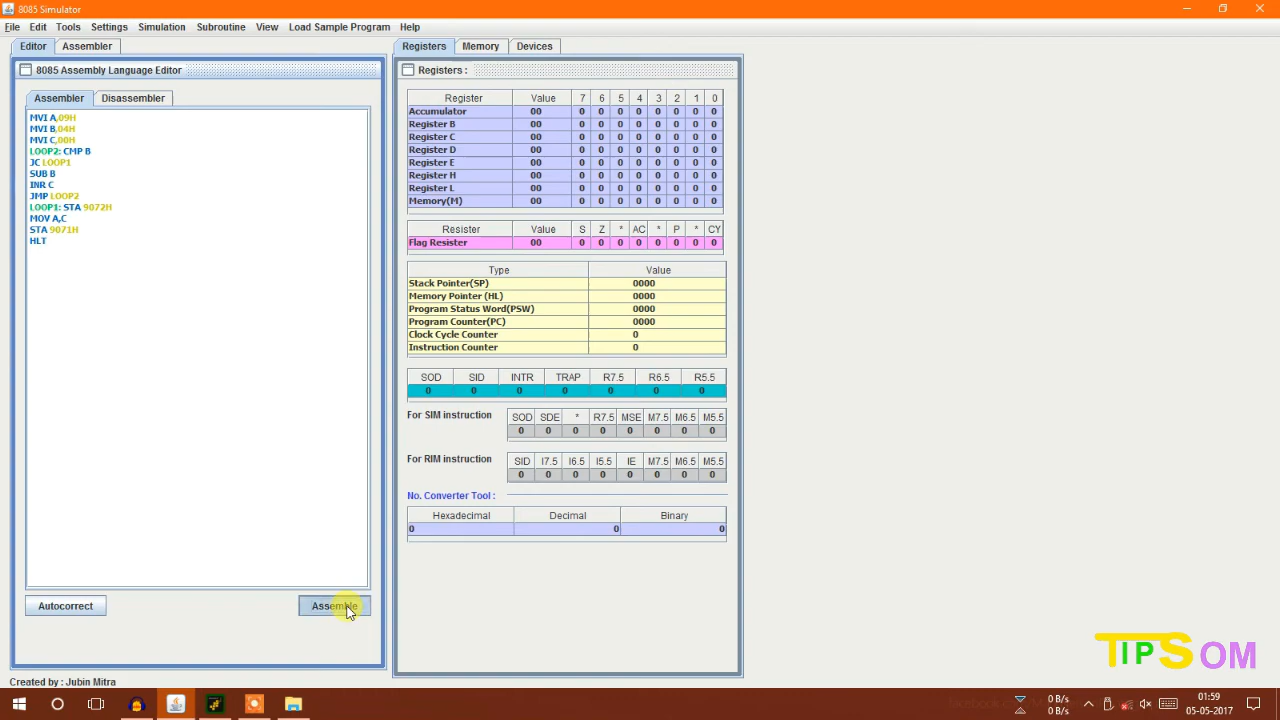 8085 Simulator
File Edit Tools Settings Simulation Subroutine View Load Sample Program Help
Editor Assembler
8085 Assembly Language Editor
Assembler Disassembler
MVI A,09H
MVI B,04H
MVI C,00H
LOOP2: CMP B
JC LOOP1
SUB B
INR C
JMP LOOP2
LOOP1: STA 9072H
MOV A,C
STA 9071H
HLT
Autocorrect Assemble
Created by : Jubin Mitra
Registers Memory Devices
Registers :
Register Value 7 6 5 4 3 2 1 0
Accumulator 00 0 0 0 0 0 0 0 0
Register B 00 0 0 0 0 0 0 0 0
Register C 00 0 0 0 0 0 0 0 0
Register D 00 0 0 0 0 0 0 0 0
Register E 00 0 0 0 0 0 0 0 0
Register H 00 0 0 0 0 0 0 0 0
Register L 00 0 0 0 0 0 0 0 0
Memory(M) 00 0 0 0 0 0 0 0 0
Resister Value S Z * AC * P * CY
Flag Resister 00 0 0 0 0 0 0 0 0
Type Value
Stack Pointer(SP) 0000
Memory Pointer (HL) 0000
Program Status Word(PSW) 0000
Program Counter(PC) 0000
Clock Cycle Counter 0
Instruction Counter 0
SOD SID INTR TRAP R7.5 R6.5 R5.5
0 0 0 0 0 0 0
For SIM instruction SOD SDE * R7.5 MSE M7.5 M6.5 M5.5
0 0 0 0 0 0 0 0
For RIM instruction SID I7.5 I6.5 I5.5 IE M7.5 M6.5 M5.5
0 0 0 0 0 0 0 0
No. Converter Tool :
Hexadecimal Decimal Binary
0 0 0
TIPSOM
0 B/s
0 B/s
01:59
05-05-2017